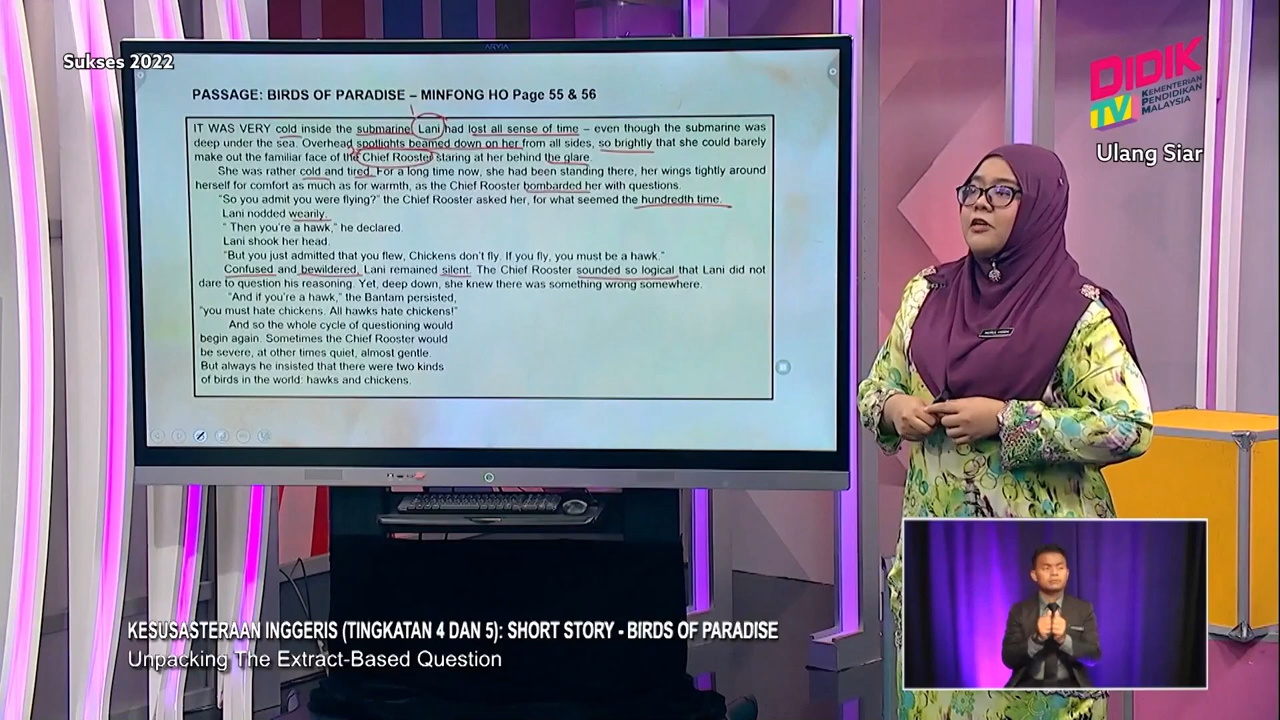 Sukses 2022
DIDIK
TV
KEMENTERIAN
PENDIDIKAN
MALAYSIA
Ulang Siar
PASSAGE: BIRDS OF PARADISE – MINFONG HO Page 55 & 56
IT WAS VERY cold inside the submarine. Lani had lost all sense of time – even though the submarine was
deep under the sea. Overhead spotlights beamed down on her from all sides, so brightly that she could barely
make out the familiar face of the Chief Rooster staring at her behind the glare.
She was rather cold and tired. For a long time now, she had been standing there, her wings tightly around
herself for comfort as much as for warmth, as the Chief Rooster bombarded her with questions.
"So you admit you were flying?" the Chief Rooster asked her, for what seemed the hundredth time.
Lani nodded wearily.
" Then you're a hawk," he declared.
Lani shook her head.
"But you just admitted that you flew, Chickens don't fly. If you fly, you must be a hawk."
Confused and bewildered, Lani remained silent. The Chief Rooster sounded so logical that Lani did not
dare to question his reasoning. Yet, deep down, she knew there was something wrong somewhere.
"And if you're a hawk," the Bantam persisted,
"you must hate chickens. All hawks hate chickens!"
And so the whole cycle of questioning would
begin again. Sometimes the Chief Rooster would
be severe, at other times quiet, almost gentle.
But always he insisted that there were two kinds
of birds in the world: hawks and chickens.
KESUSASTERAAN INGGERIS (TINGKATAN 4 DAN 5): SHORT STORY - BIRDS OF PARADISE
Unpacking The Extract-Based Question